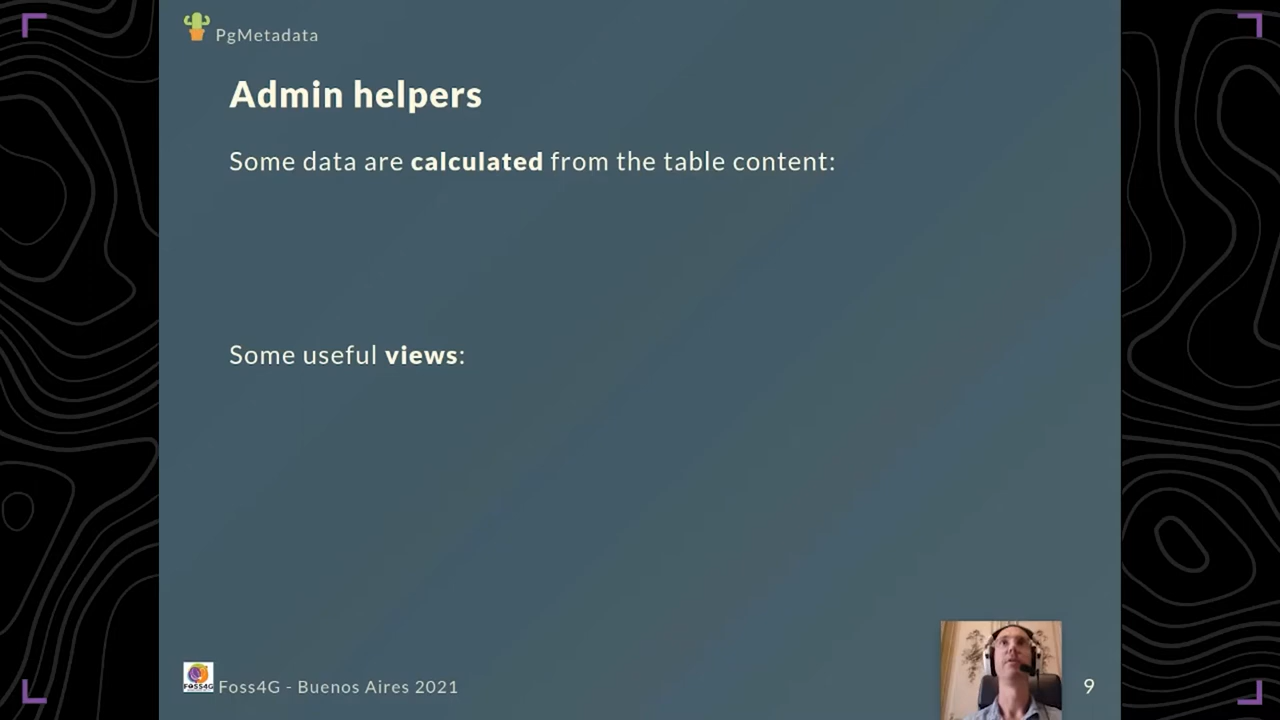 PgMetadata
Admin helpers
Some data are calculated from the table content:
Some useful views:
FOSS4G
Foss4G - Buenos Aires 2021
9